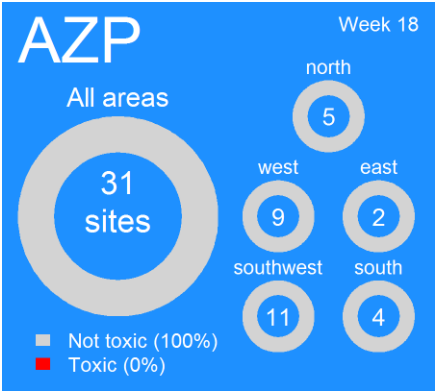 AZP
Week 18
All areas
31
sites
north
5
west
9
east
2
southwest
11
south
4
Not toxic (100%)
Toxic (0%)